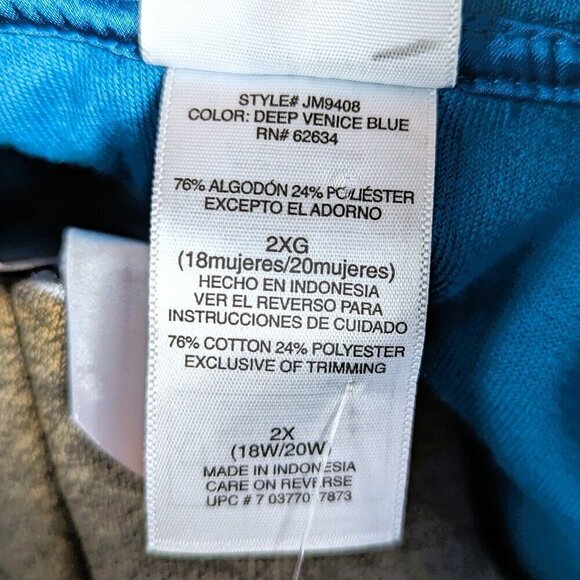 STYLE# JM9408
COLOR: DEEP VENICE BLUE
RN# 62634
76% ALGODÓN 24% POLIÉSTER
EXCEPTO EL ADORNO
2XG
(18mujeres/20mujeres)
HECHO EN INDONESIA
VER EL REVERSO PARA
INSTRUCCIONES DE CUIDADO
76% COTTON 24% POLYESTER
EXCLUSIVE OF TRIMMING
2X
(18W/20W)
MADE IN INDONESIA
CARE ON REVERSE
UPC # 7